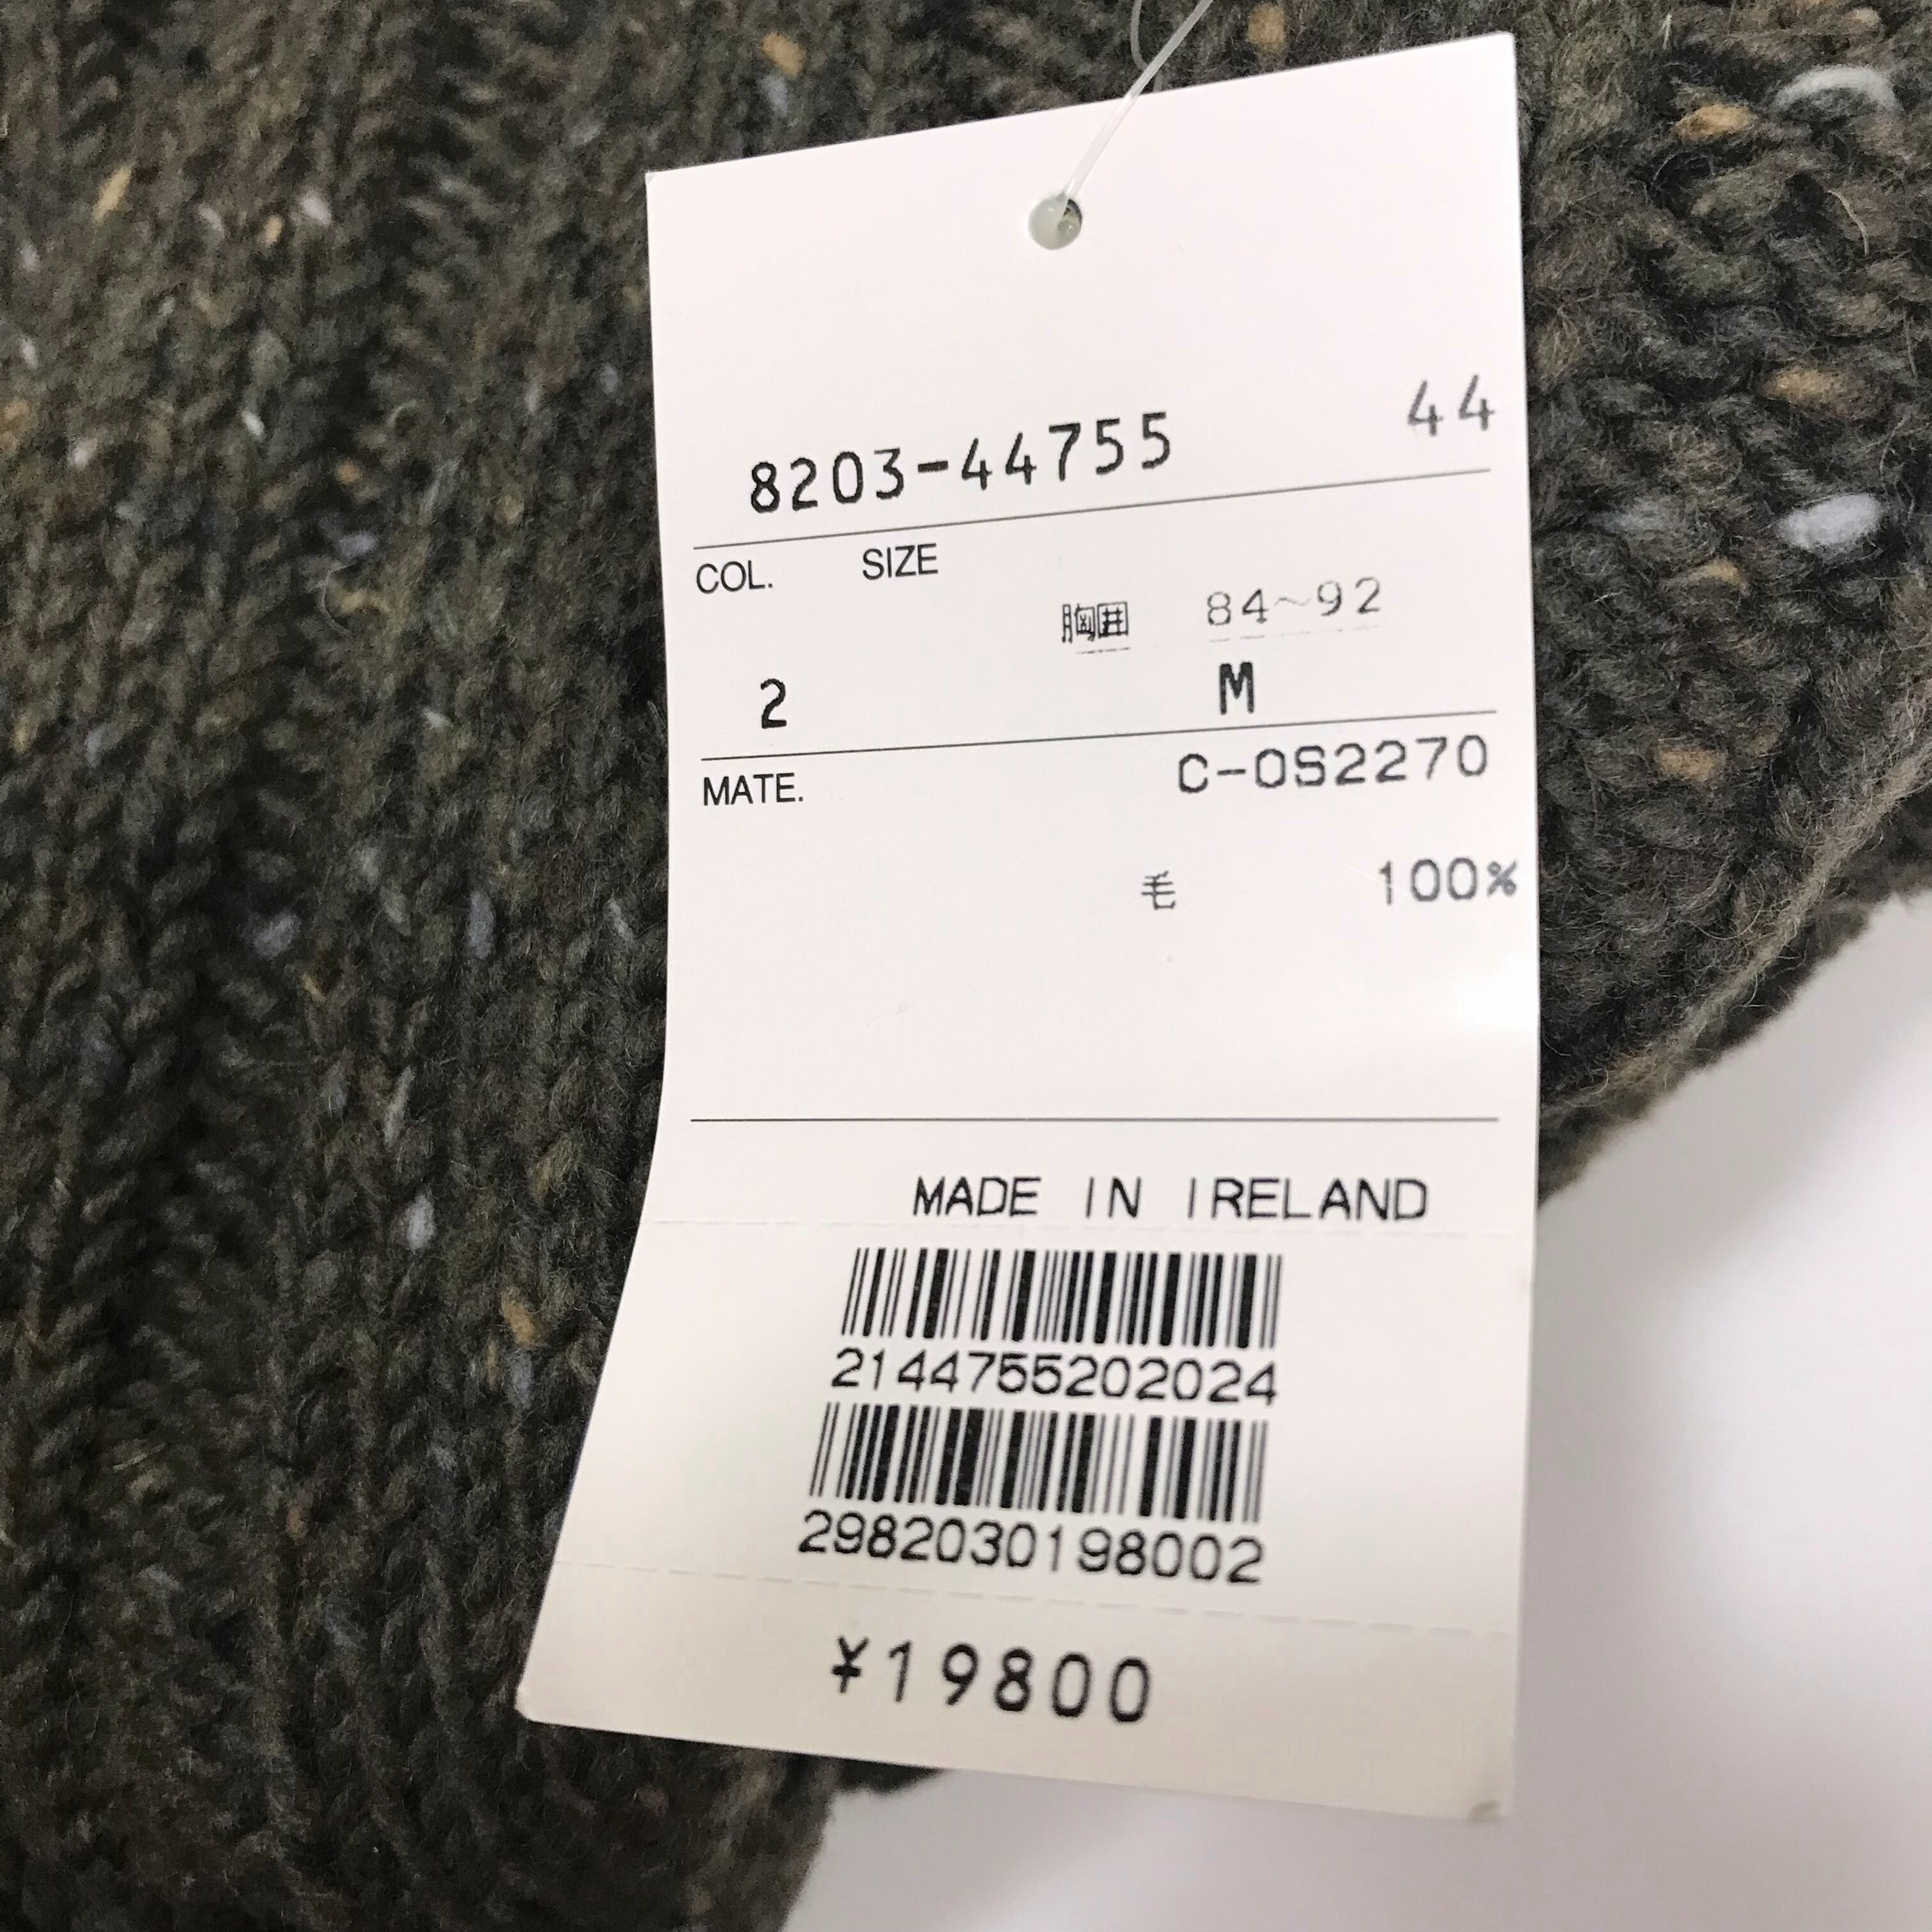 8203-44755 44
COL. SIZE
胸囲 84~92
2 M
MATE. C-OS2270
毛 100%
MADE IN IRELAND
2144755202024
2982030198002
¥19800